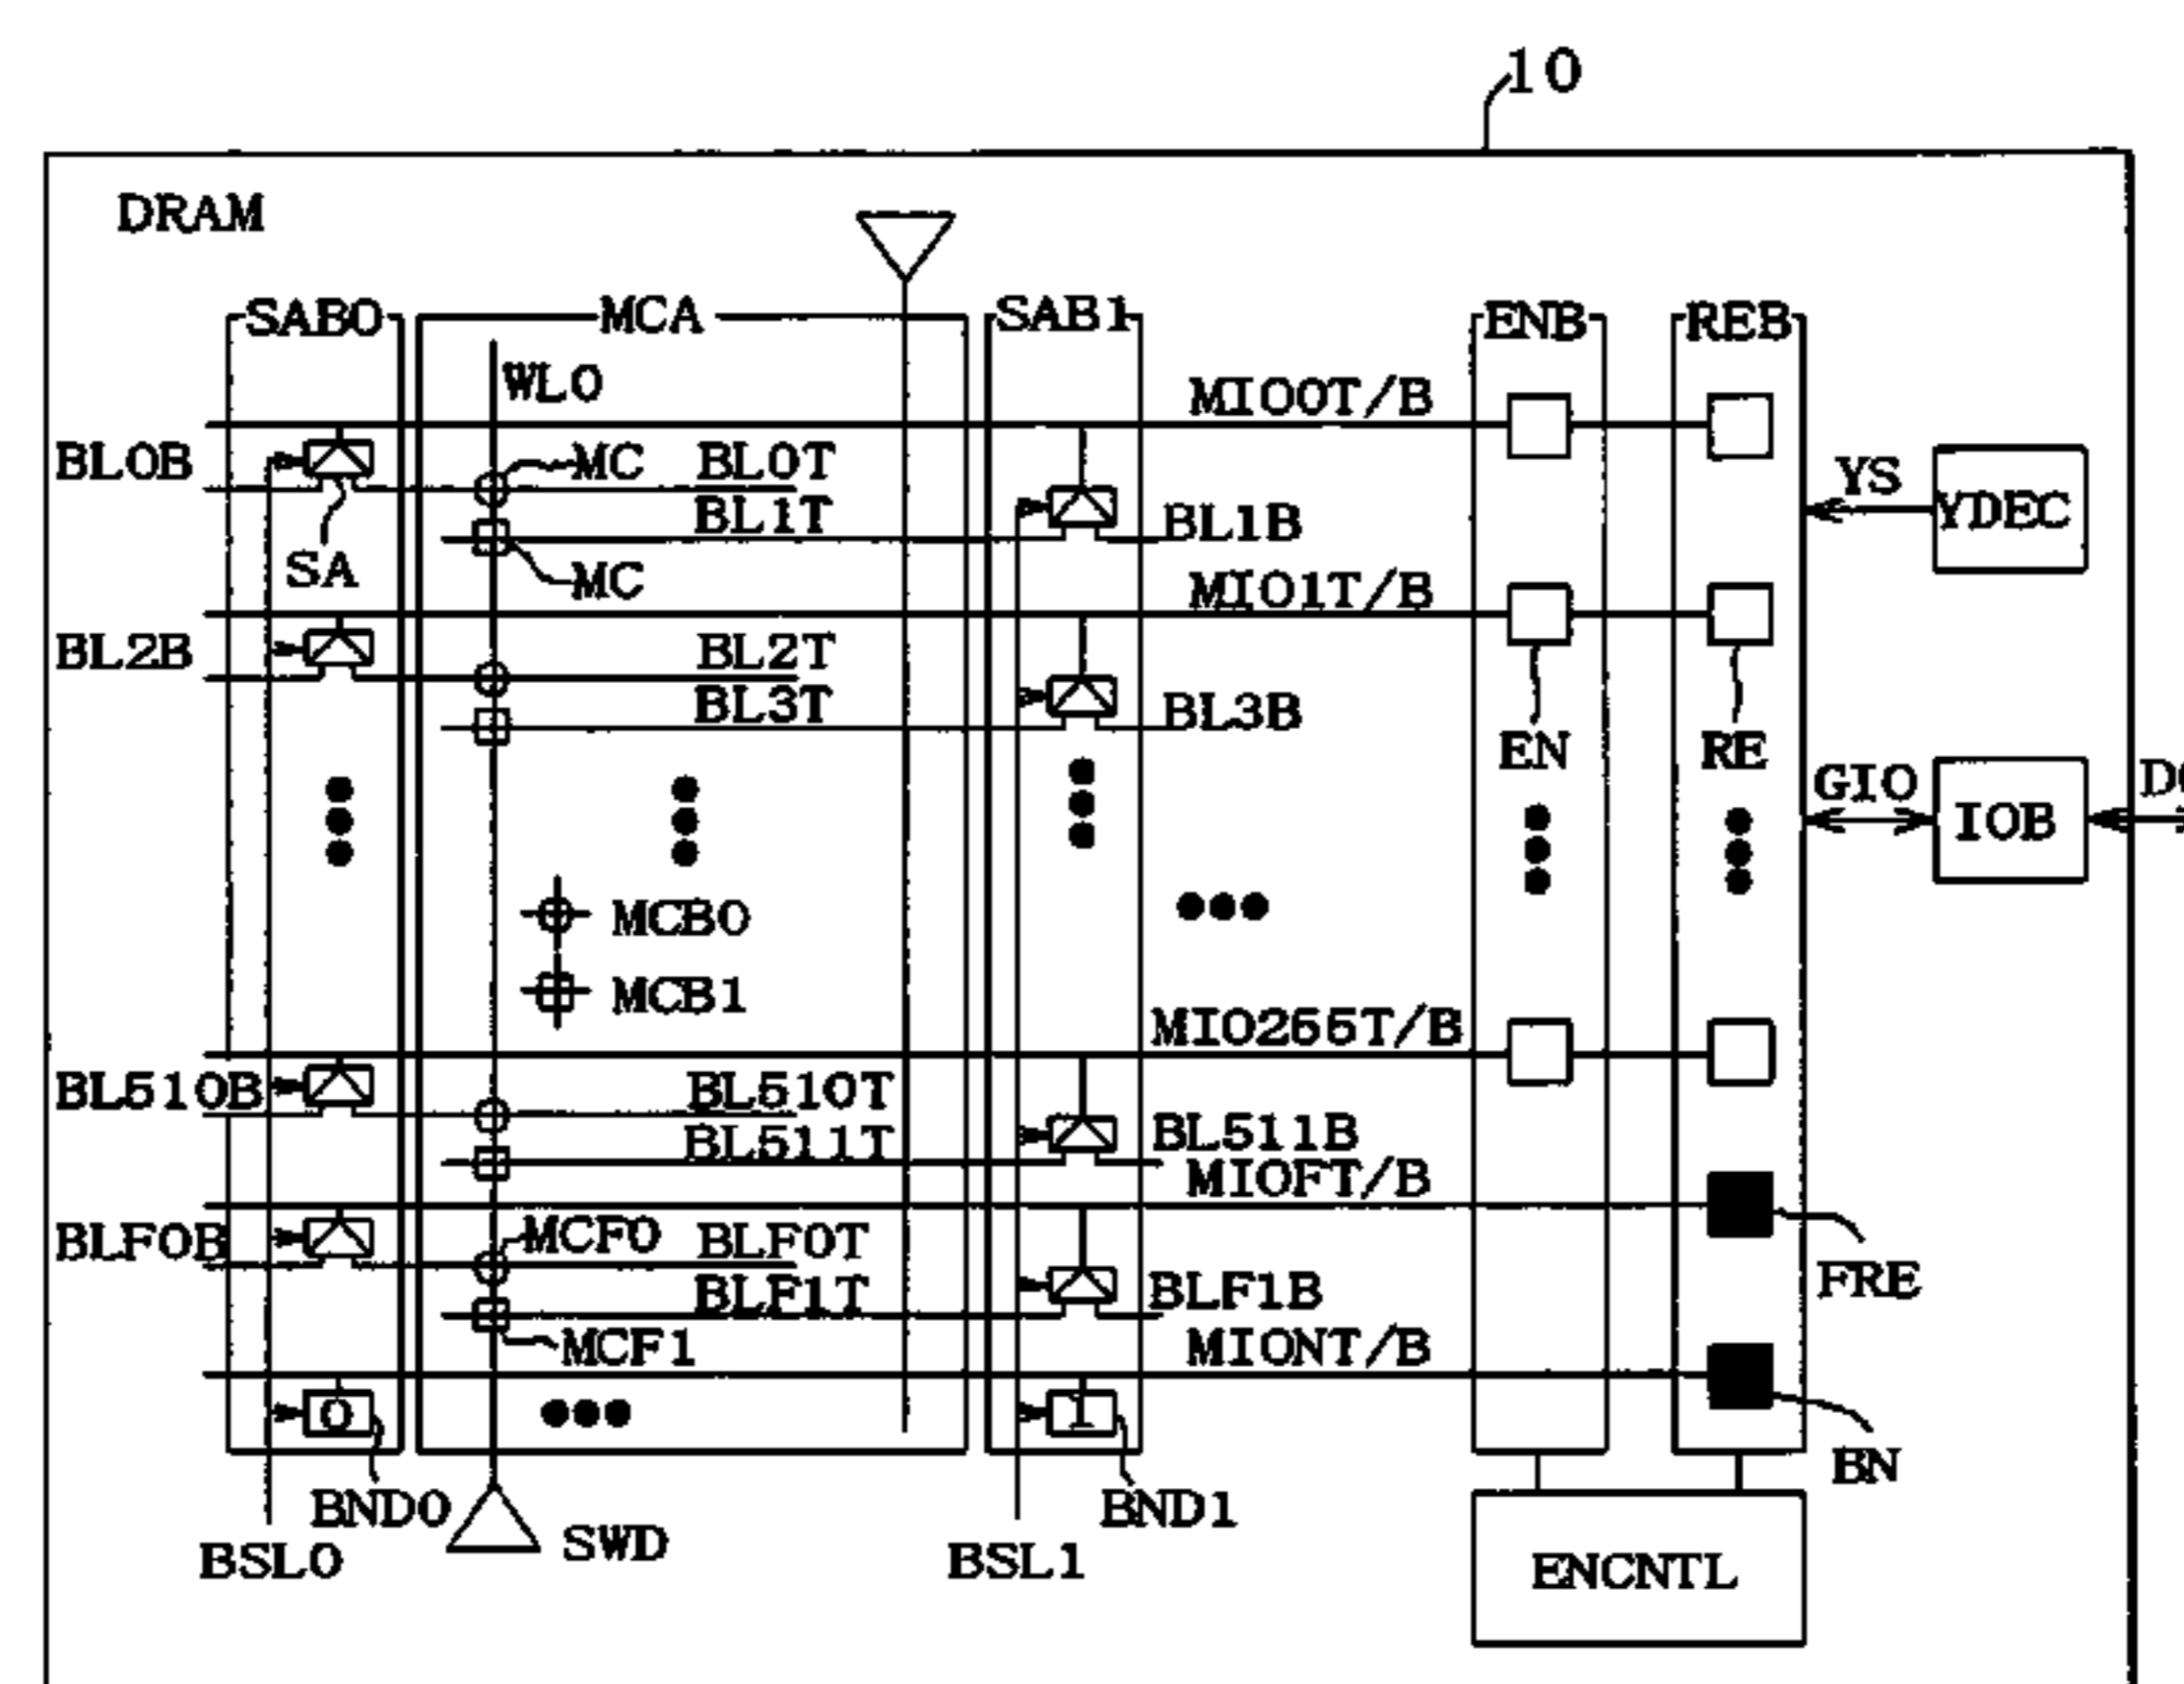 10
DRAM
SAB0
MCA
SAB1
ENB
REB
WL0
MIO0T/B
BL0B
MC
BL0T
YS
YDEC
BL1T
BL1B
SA
MC
MIO1T/B
BL2B
BL2T
BL3T
BL3B
EN
RE
GIO
IOB
MCB0
MCB1
MIO255T/B
BL510B
BL510T
BL511T
BL511B
MIOFT/B
BLF0B
MCF0
BLF0T
FRE
BLF1T
BLF1B
MCF1
MIONT/B
0
1
BN
BND0
BND1
SWD
BSL0
BSL1
ENCNTL